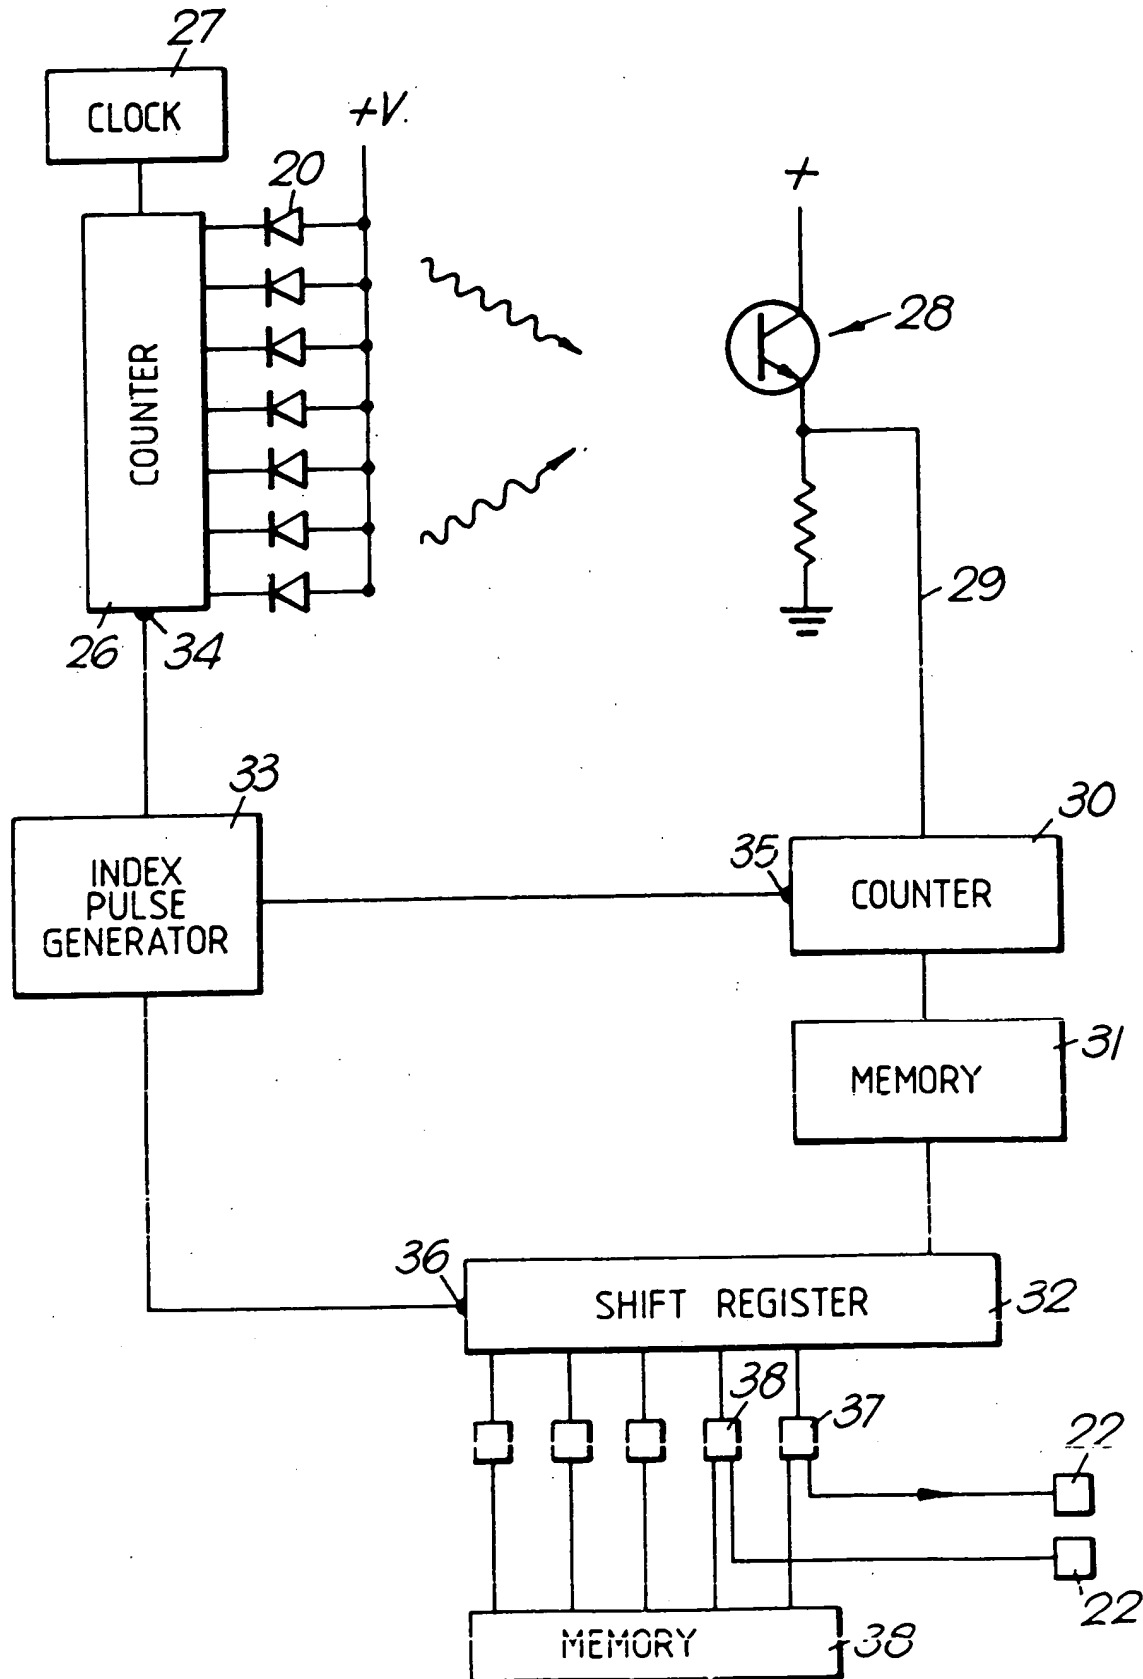 27
CLOCK
+V.
20
+
28
COUNTER
29
26
34
33
30
INDEX
PULSE
GENERATOR
35
COUNTER
31
MEMORY
36
SHIFT REGISTER
32
38
37
22
22
MEMORY
38